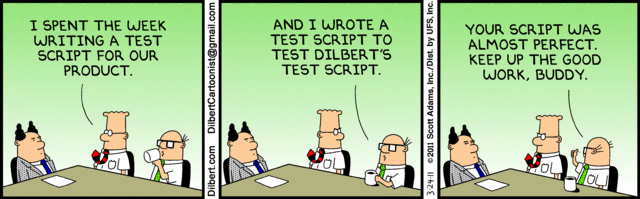 I SPENT THE WEEK
WRITING A TEST
SCRIPT FOR OUR
PRODUCT.
Dilbert.com DilbertCartoonist@gmail.com
AND I WROTE A
TEST SCRIPT TO
TEST DILBERT'S
TEST SCRIPT.
3-24-11 ©2011 Scott Adams, Inc./Dist. by UFS, Inc.
YOUR SCRIPT WAS
ALMOST PERFECT.
KEEP UP THE GOOD
WORK, BUDDY.